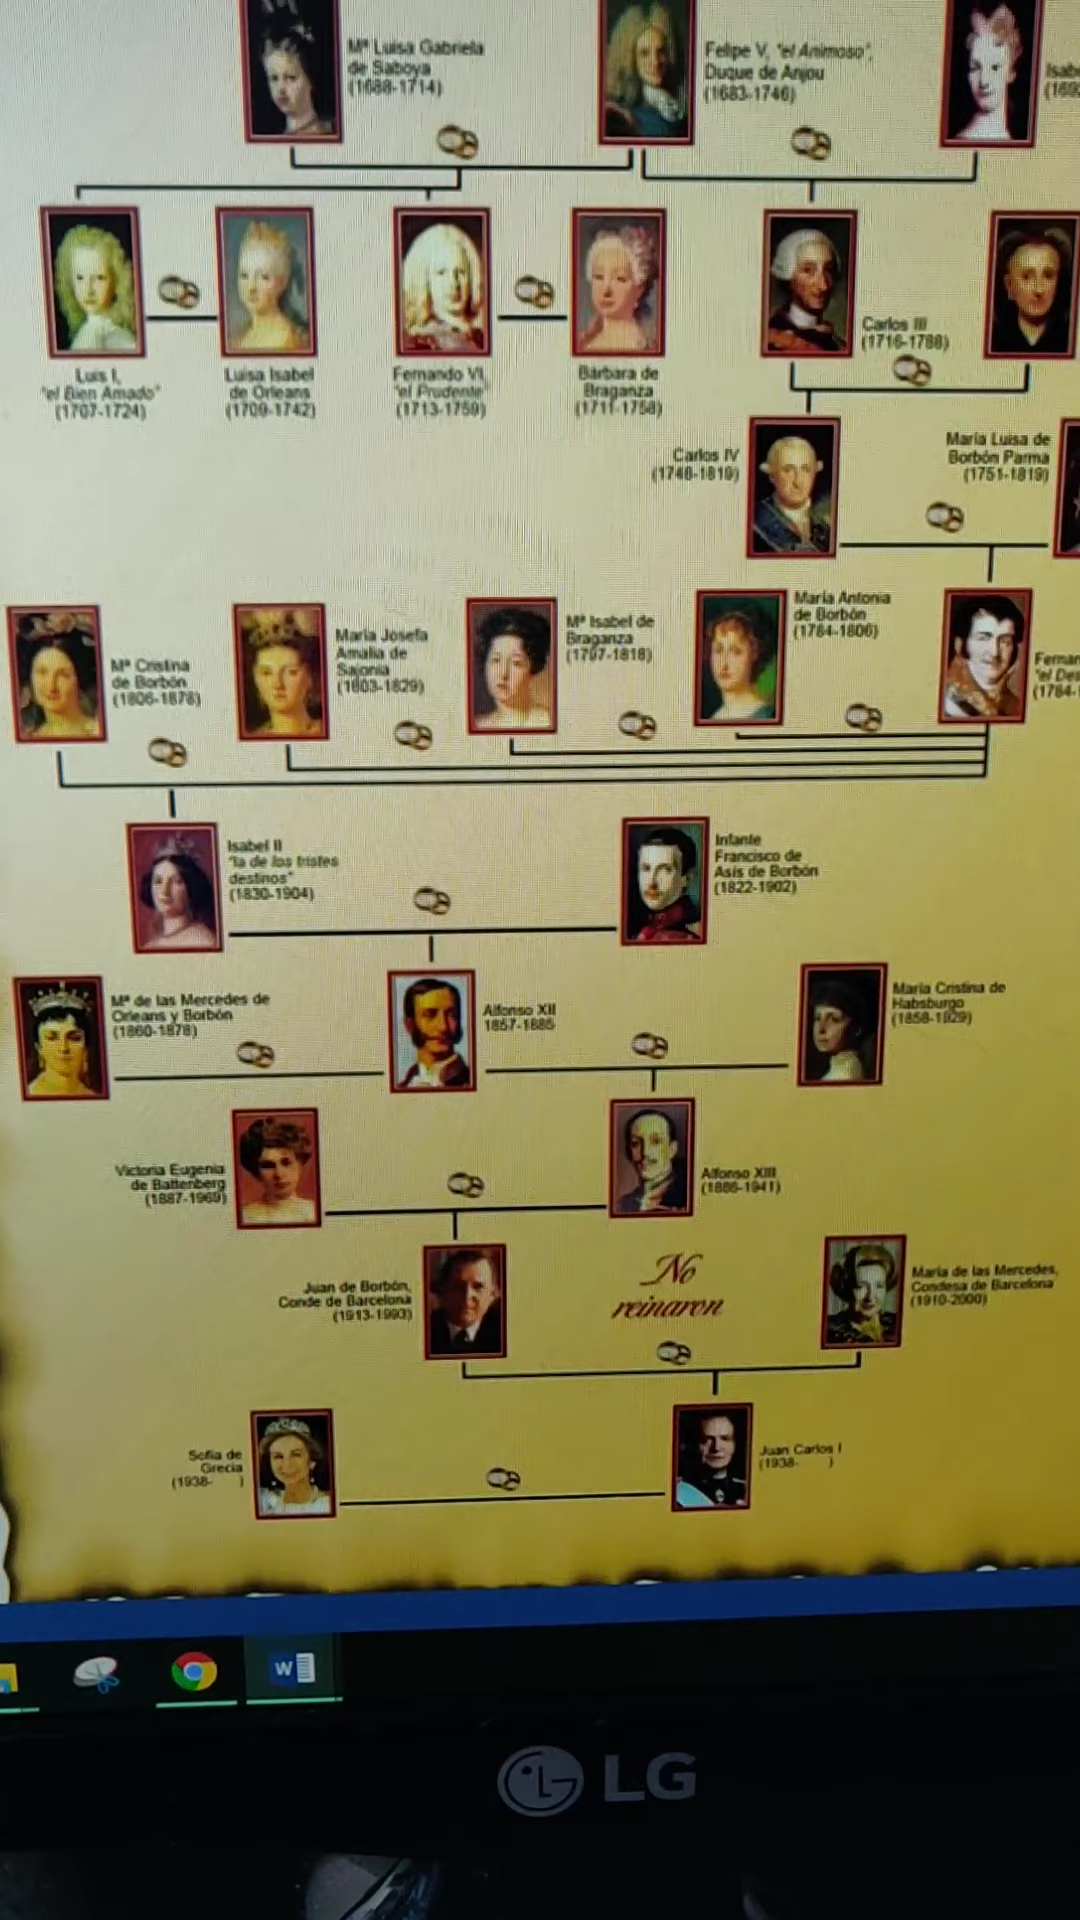 Mª Luisa Gabriela
de Saboya
(1688-1714)
Felipe V, "el Animoso",
Duque de Anjou
(1683-1746)
Luis I,
"el Bien Amado"
(1707-1724)
Luisa Isabel
de Orleans
(1709-1742)
Fernando VI,
"el Prudente"
(1713-1759)
Bárbara de
Braganza
(1711-1758)
Carlos III
(1716-1788)
Carlos IV
(1748-1819)
María Luisa de
Borbón Parma
(1751-1819)
Mª Cristina
de Borbón
(1806-1878)
María Josefa
Amalia de
Sajonia
(1803-1829)
Mª Isabel de
Braganza
(1797-1818)
María Antonia
de Borbón
(1784-1806)
Isabel II
"la de los tristes
destinos"
(1830-1904)
Infante
Francisco de
Asís de Borbón
(1822-1902)
Mª de las Mercedes de
Orleans y Borbón
(1860-1878)
Alfonso XII
1857-1885
María Cristina de
Habsburgo
(1858-1929)
Victoria Eugenia
de Battenberg
(1887-1969)
Alfonso XIII
(1886-1941)
Juan de Borbón,
Conde de Barcelona
(1913-1993)
No
reinaron
María de las Mercedes,
Condesa de Barcelona
(1910-2000)
Sofía de
Grecia
(1938- )
Juan Carlos I
(1938- )
W
LG